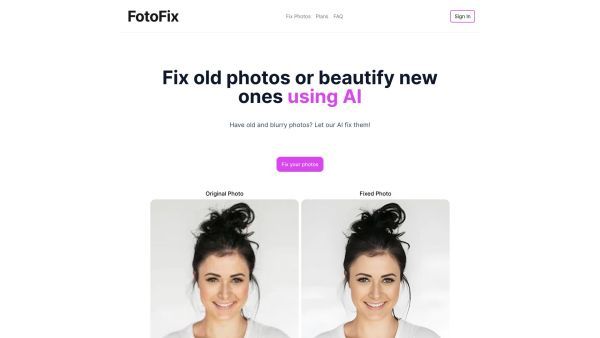 FotoFix
Fix Photos Plans FAQ
Sign In
Fix old photos or beautify new
ones using AI
Have old and blurry photos? Let our AI fix them!
Fix your photos
Original Photo
Fixed Photo